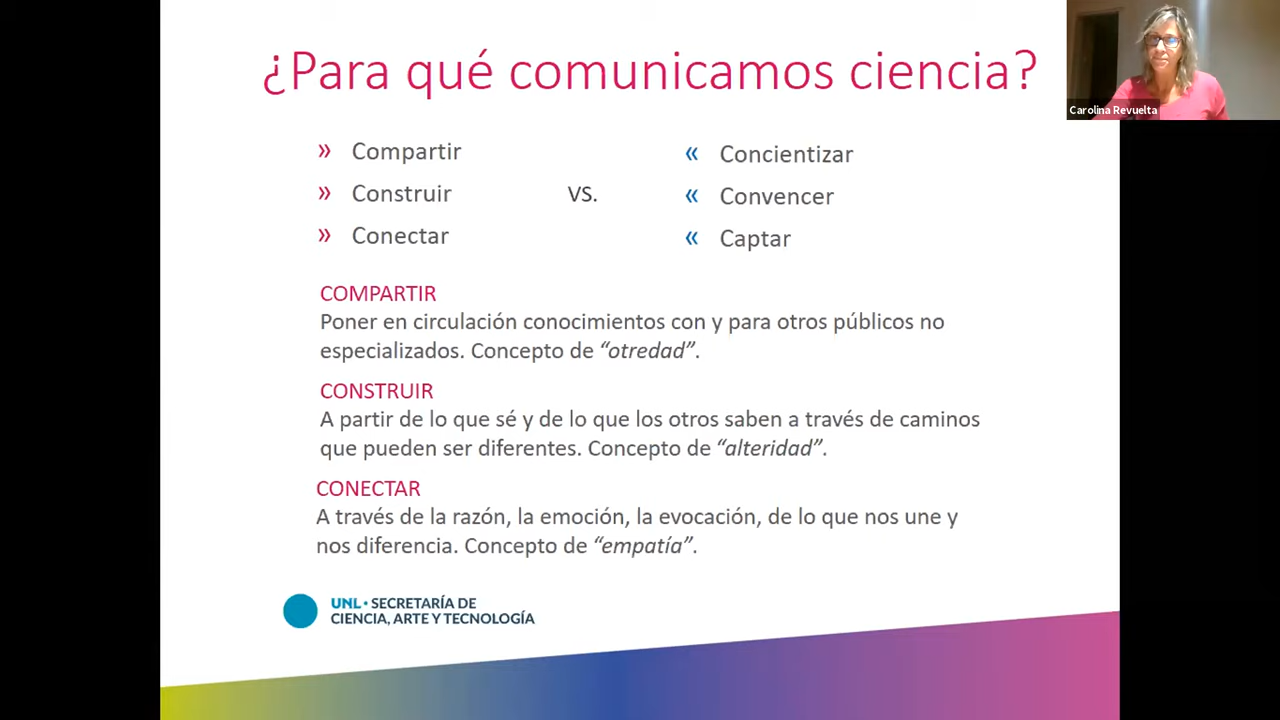 ¿Para qué comunicamos ciencia?
Carolina Revuelta
» Compartir
» Construir
» Conectar
VS.
« Concientizar
« Convencer
« Captar
COMPARTIR
Poner en circulación conocimientos con y para otros públicos no
especializados. Concepto de “otredad”.
CONSTRUIR
A partir de lo que sé y de lo que los otros saben a través de caminos
que pueden ser diferentes. Concepto de “alteridad”.
CONECTAR
A través de la razón, la emoción, la evocación, de lo que nos une y
nos diferencia. Concepto de “empatía”.
UNL • SECRETARÍA DE
CIENCIA, ARTE Y TECNOLOGÍA